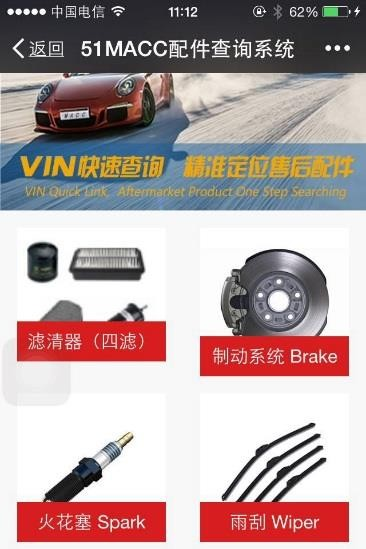 中国电信 11:12 62%
返回 51MACC配件查询系统
MACC
VIN快速查询 精准定位售后配件
VIN Quick Link, Aftermarket Product One Step Searching
滤清器（四滤）
制动系统 Brake
火花塞 Spark
雨刮 Wiper